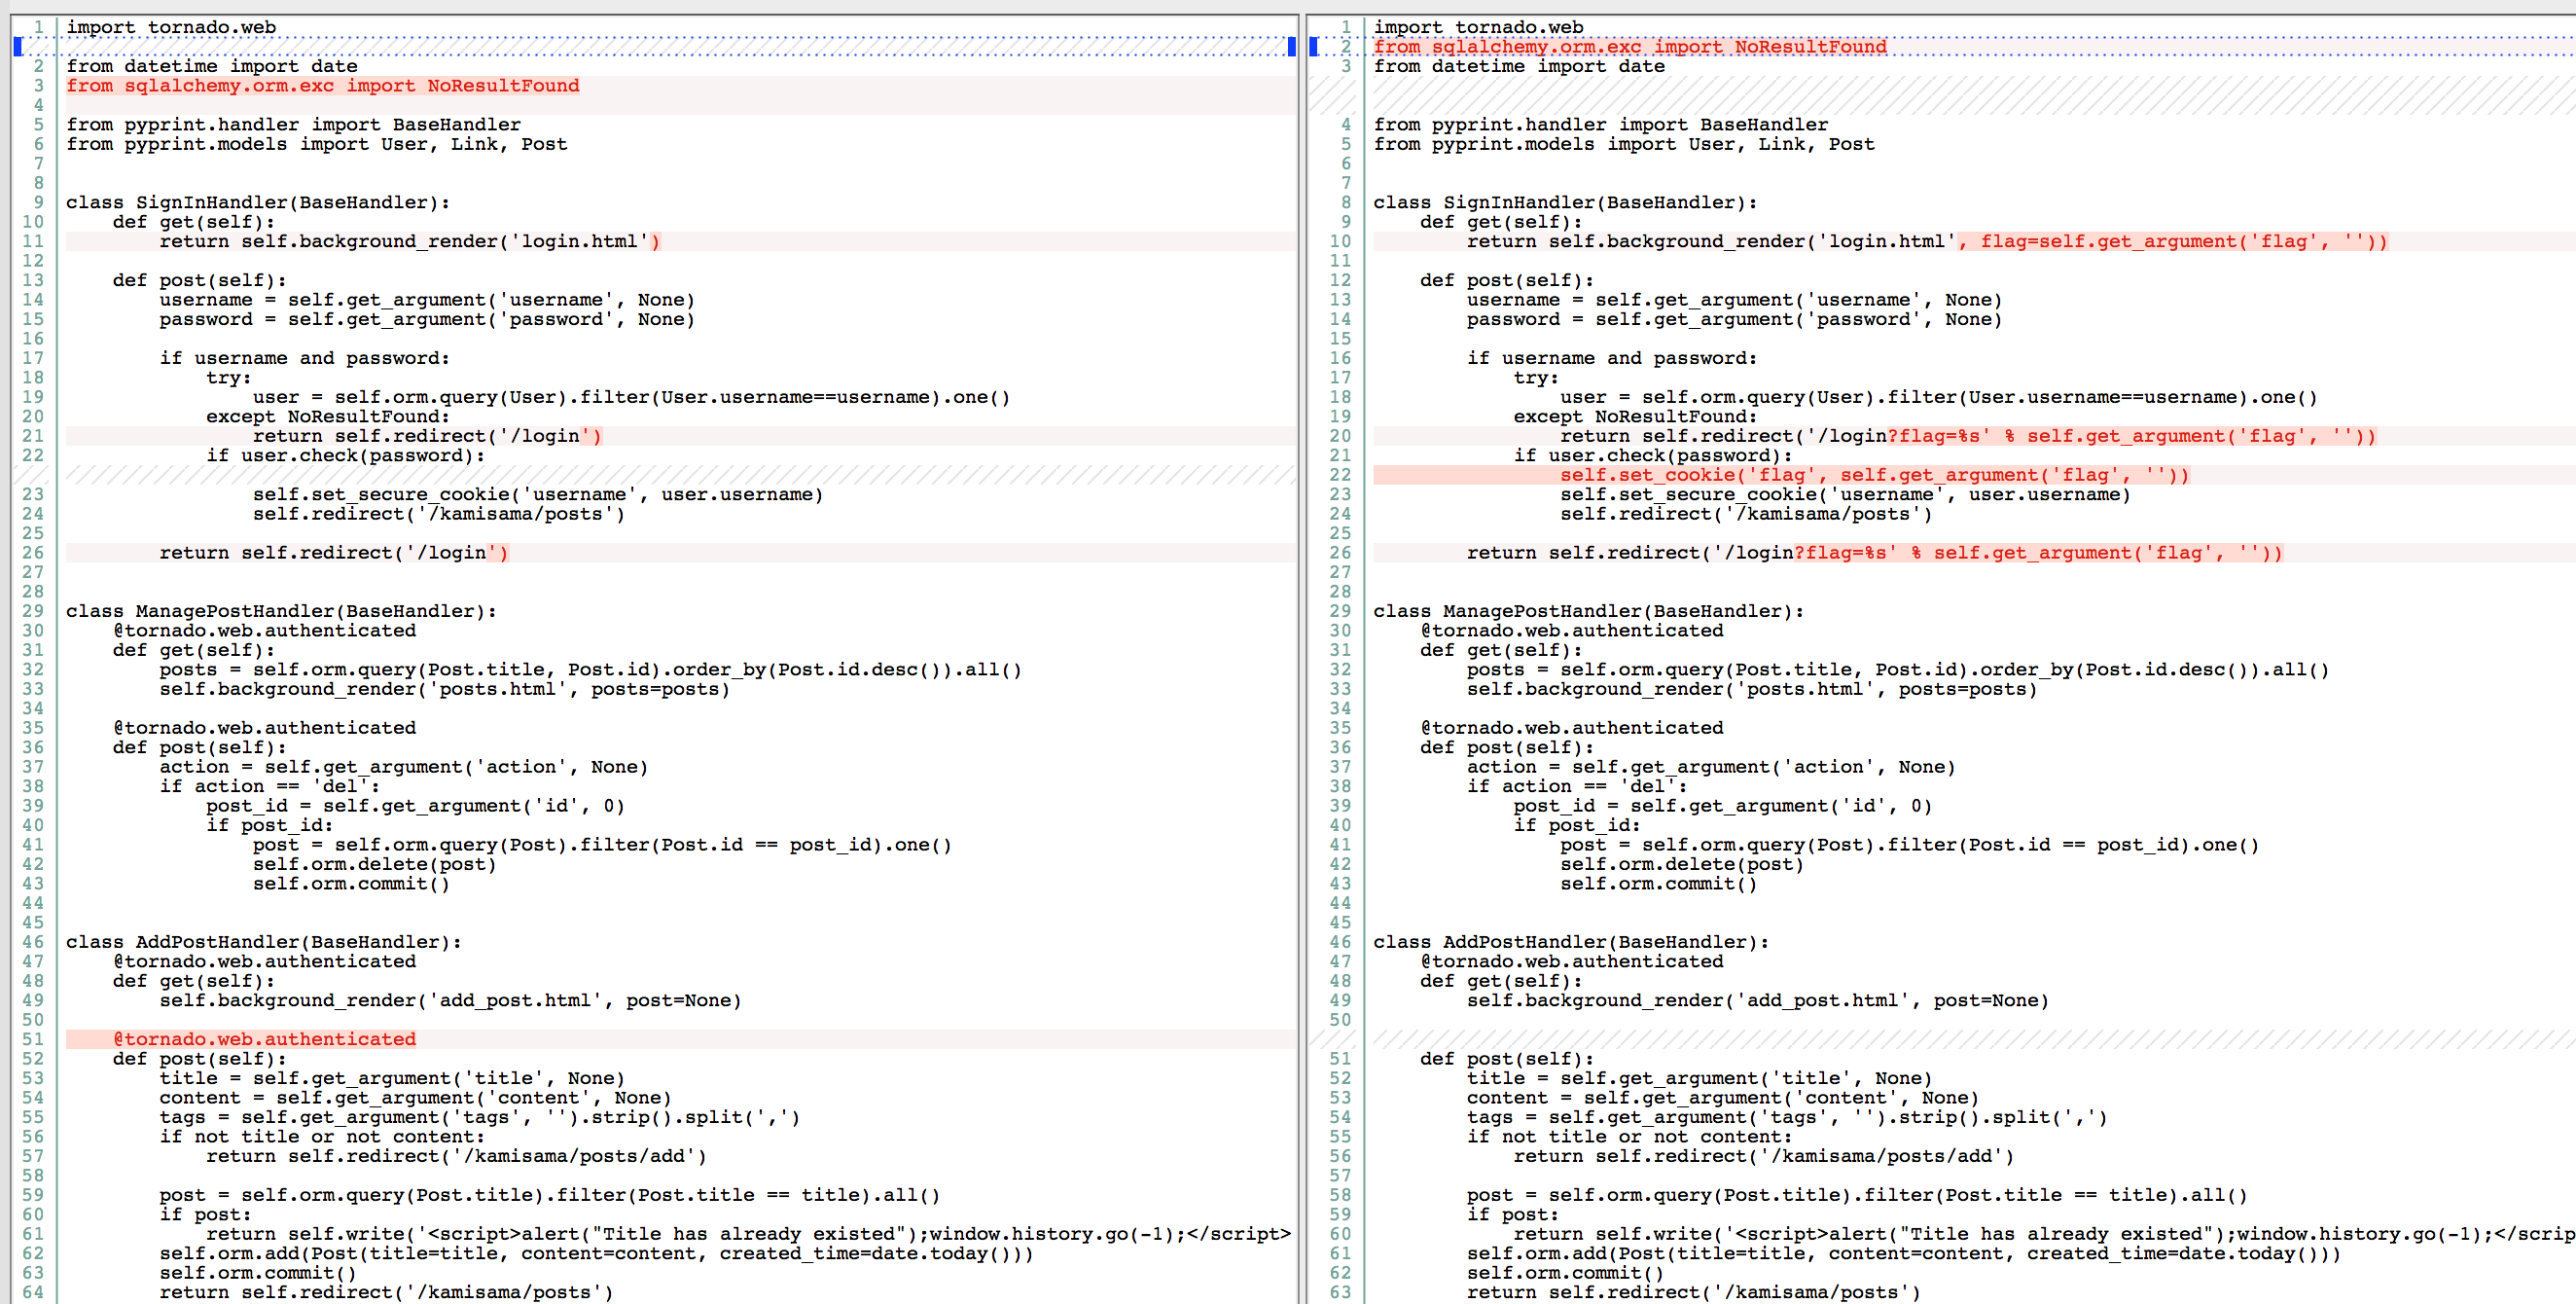 1 import tornado.web
2 from datetime import date
3 from sqlalchemy.orm.exc import NoResultFound
4
5 from pyprint.handler import BaseHandler
6 from pyprint.models import User, Link, Post
7
8
9 class SignInHandler(BaseHandler):
10     def get(self):
11         return self.background_render('login.html')
12
13     def post(self):
14         username = self.get_argument('username', None)
15         password = self.get_argument('password', None)
16
17         if username and password:
18             try:
19                 user = self.orm.query(User).filter(User.username==username).one()
20             except NoResultFound:
21                 return self.redirect('/login')
22             if user.check(password):
23                 self.set_secure_cookie('username', user.username)
24                 self.redirect('/kamisama/posts')
25
26         return self.redirect('/login')
27
28
29 class ManagePostHandler(BaseHandler):
30     @tornado.web.authenticated
31     def get(self):
32         posts = self.orm.query(Post.title, Post.id).order_by(Post.id.desc()).all()
33         self.background_render('posts.html', posts=posts)
34
35     @tornado.web.authenticated
36     def post(self):
37         action = self.get_argument('action', None)
38         if action == 'del':
39             post_id = self.get_argument('id', 0)
40             if post_id:
41                 post = self.orm.query(Post).filter(Post.id == post_id).one()
42                 self.orm.delete(post)
43                 self.orm.commit()
44
45
46 class AddPostHandler(BaseHandler):
47     @tornado.web.authenticated
48     def get(self):
49         self.background_render('add_post.html', post=None)
50
51     @tornado.web.authenticated
52     def post(self):
53         title = self.get_argument('title', None)
54         content = self.get_argument('content', None)
55         tags = self.get_argument('tags', '').strip().split(',')
56         if not title or not content:
57             return self.redirect('/kamisama/posts/add')
58
59         post = self.orm.query(Post.title).filter(Post.title == title).all()
60         if post:
61             return self.write('<script>alert("Title has already existed");window.history.go(-1);</script>
62         self.orm.add(Post(title=title, content=content, created_time=date.today()))
63         self.orm.commit()
64         return self.redirect('/kamisama/posts')
1 import tornado.web
2 from sqlalchemy.orm.exc import NoResultFound
3 from datetime import date
4 from pyprint.handler import BaseHandler
5 from pyprint.models import User, Link, Post
6
7
8 class SignInHandler(BaseHandler):
9     def get(self):
10         return self.background_render('login.html', flag=self.get_argument('flag', ''))
11
12     def post(self):
13         username = self.get_argument('username', None)
14         password = self.get_argument('password', None)
15
16         if username and password:
17             try:
18                 user = self.orm.query(User).filter(User.username==username).one()
19             except NoResultFound:
20                 return self.redirect('/login?flag=%s' % self.get_argument('flag', ''))
21             if user.check(password):
22                 self.set_cookie('flag', self.get_argument('flag', ''))
23                 self.set_secure_cookie('username', user.username)
24                 self.redirect('/kamisama/posts')
25
26         return self.redirect('/login?flag=%s' % self.get_argument('flag', ''))
27
28
29 class ManagePostHandler(BaseHandler):
30     @tornado.web.authenticated
31     def get(self):
32         posts = self.orm.query(Post.title, Post.id).order_by(Post.id.desc()).all()
33         self.background_render('posts.html', posts=posts)
34
35     @tornado.web.authenticated
36     def post(self):
37         action = self.get_argument('action', None)
38         if action == 'del':
39             post_id = self.get_argument('id', 0)
40             if post_id:
41                 post = self.orm.query(Post).filter(Post.id == post_id).one()
42                 self.orm.delete(post)
43                 self.orm.commit()
44
45
46 class AddPostHandler(BaseHandler):
47     @tornado.web.authenticated
48     def get(self):
49         self.background_render('add_post.html', post=None)
50
51     def post(self):
52         title = self.get_argument('title', None)
53         content = self.get_argument('content', None)
54         tags = self.get_argument('tags', '').strip().split(',')
55         if not title or not content:
56             return self.redirect('/kamisama/posts/add')
57
58         post = self.orm.query(Post.title).filter(Post.title == title).all()
59         if post:
60             return self.write('<script>alert("Title has already existed");window.history.go(-1);</scrip
61         self.orm.add(Post(title=title, content=content, created_time=date.today()))
62         self.orm.commit()
63         return self.redirect('/kamisama/posts')